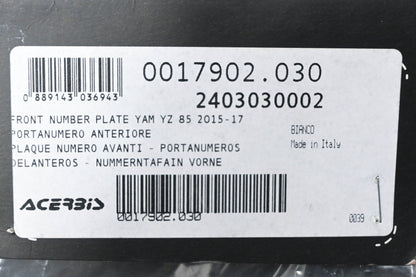 0017902.030
0 889143 036943
2403030002
FRONT NUMBER PLATE YAM YZ 85 2015-17
PORTANUMERO ANTERIORE
PLAQUE NUMERO AVANTI - PORTANUMEROS
DELANTEROS - NUMMERNTAFAIN VORNE
BIANCO
Made in Italy
ACERBIS
0017902.030
0039